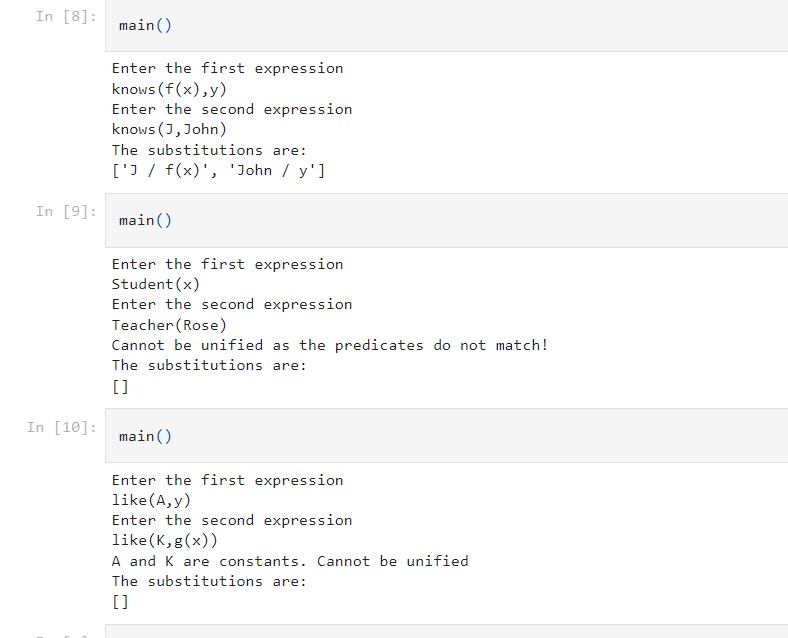 In [8]:
main()
Enter the first expression
knows(f(x),y)
Enter the second expression
knows(J,John)
The substitutions are:
['J / f(x)', 'John / y']
In [9]:
main()
Enter the first expression
Student(x)
Enter the second expression
Teacher(Rose)
Cannot be unified as the predicates do not match!
The substitutions are:
[]
In [10]:
main()
Enter the first expression
like(A,y)
Enter the second expression
like(K,g(x))
A and K are constants. Cannot be unified
The substitutions are:
[]